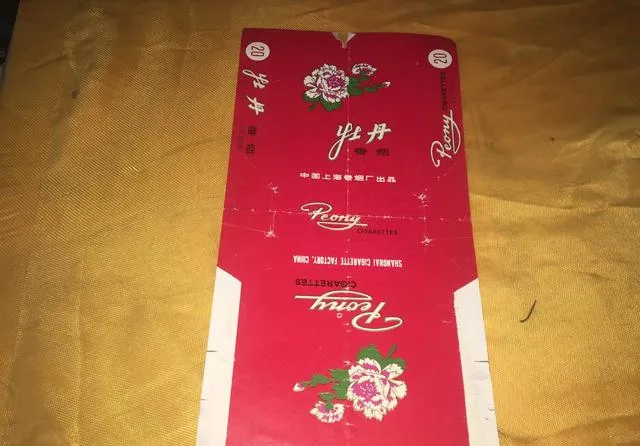 20
牡丹
香烟
牡丹
香烟
中国上海卷烟厂出品
Peony
CIGARETTES
SHANGHAI CIGARETTE FACTORY, CHINA
Peony
CIGARETTES
20
Peony
CIGARETTES